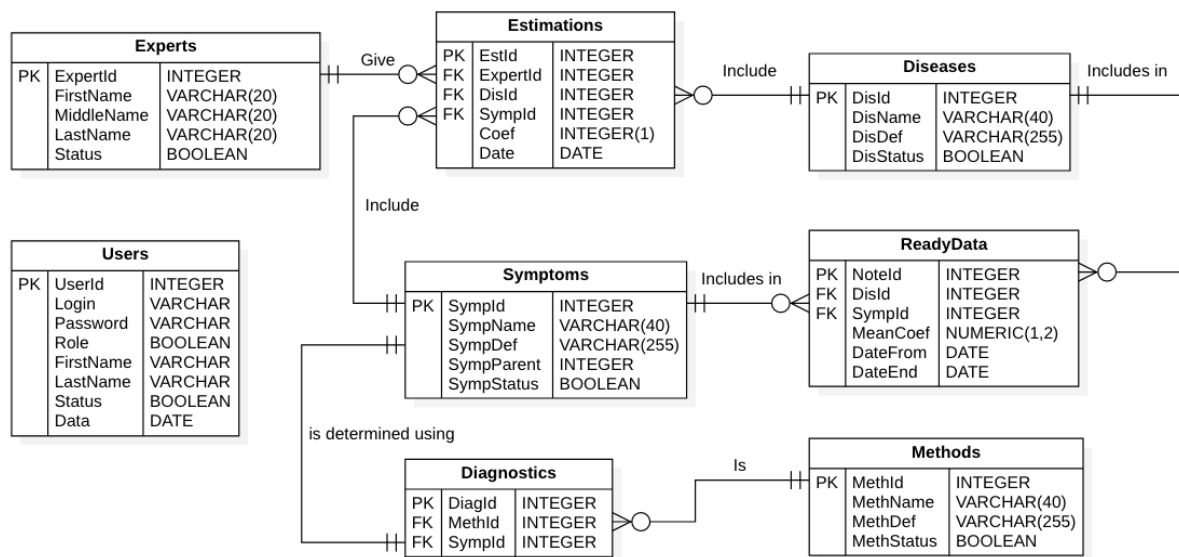 Experts
PK ExpertId INTEGER
FirstName VARCHAR(20)
MiddleName VARCHAR(20)
LastName VARCHAR(20)
Status BOOLEAN
Give
Estimations
PK EstId INTEGER
FK ExpertId INTEGER
FK DisId INTEGER
FK SympId INTEGER
Coef INTEGER(1)
Date DATE
Include
Diseases
PK DisId INTEGER
DisName VARCHAR(40)
DisDef VARCHAR(255)
DisStatus BOOLEAN
Includes in
Include
Users
PK UserId INTEGER
Login VARCHAR
Password VARCHAR
Role BOOLEAN
FirstName VARCHAR
LastName VARCHAR
Status BOOLEAN
Data DATE
Symptoms
PK SympId INTEGER
SympName VARCHAR(40)
SympDef VARCHAR(255)
SympParent INTEGER
SympStatus BOOLEAN
Includes in
ReadyData
PK NoteId INTEGER
FK DisId INTEGER
FK SympId INTEGER
MeanCoef NUMERIC(1,2)
DateFrom DATE
DateEnd DATE
is determined using
Diagnostics
PK DiagId INTEGER
FK MethId INTEGER
FK SympId INTEGER
Is
Methods
PK MethId INTEGER
MethName VARCHAR(40)
MethDef VARCHAR(255)
MethStatus BOOLEAN